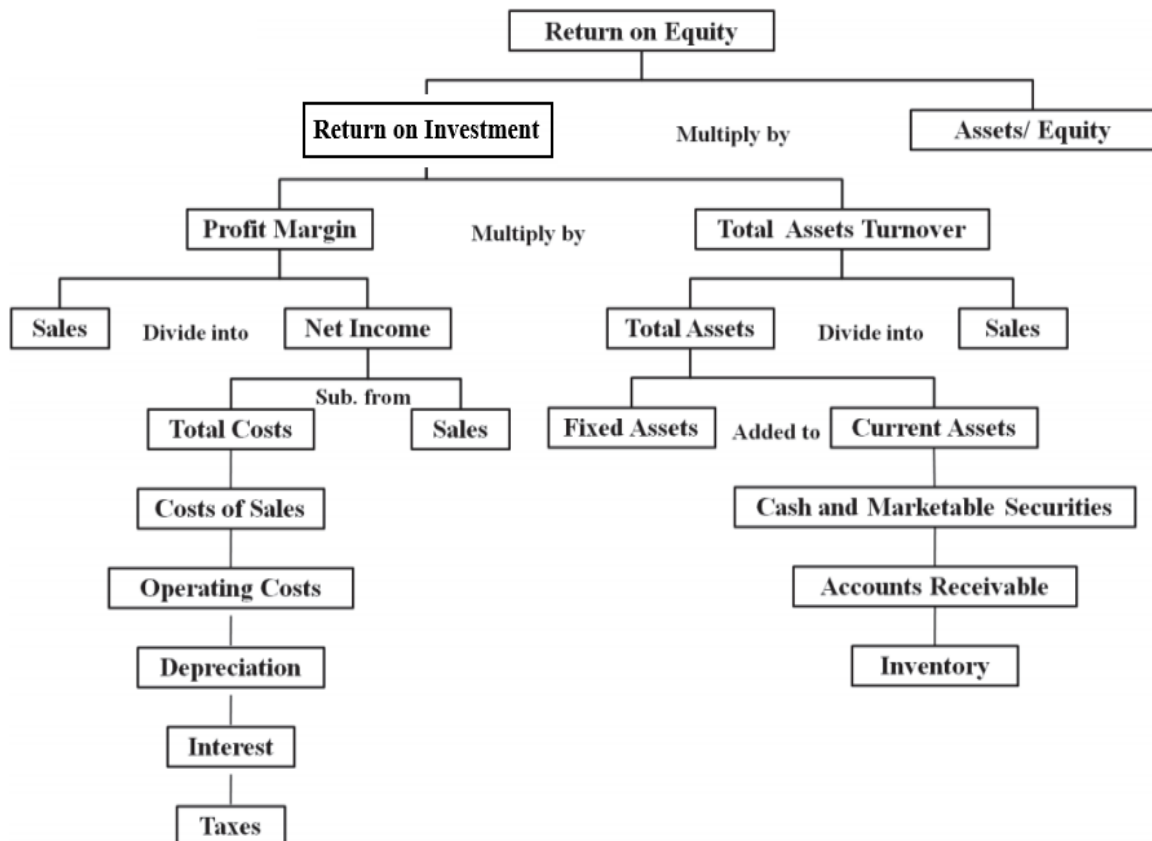 Return on Equity
Return on Investment
Multiply by
Assets/ Equity
Profit Margin
Multiply by
Total Assets Turnover
Sales
Divide into
Net Income
Total Assets
Divide into
Sales
Sub. from
Total Costs
Sales
Fixed Assets
Added to
Current Assets
Costs of Sales
Cash and Marketable Securities
Operating Costs
Accounts Receivable
Depreciation
Inventory
Interest
Taxes